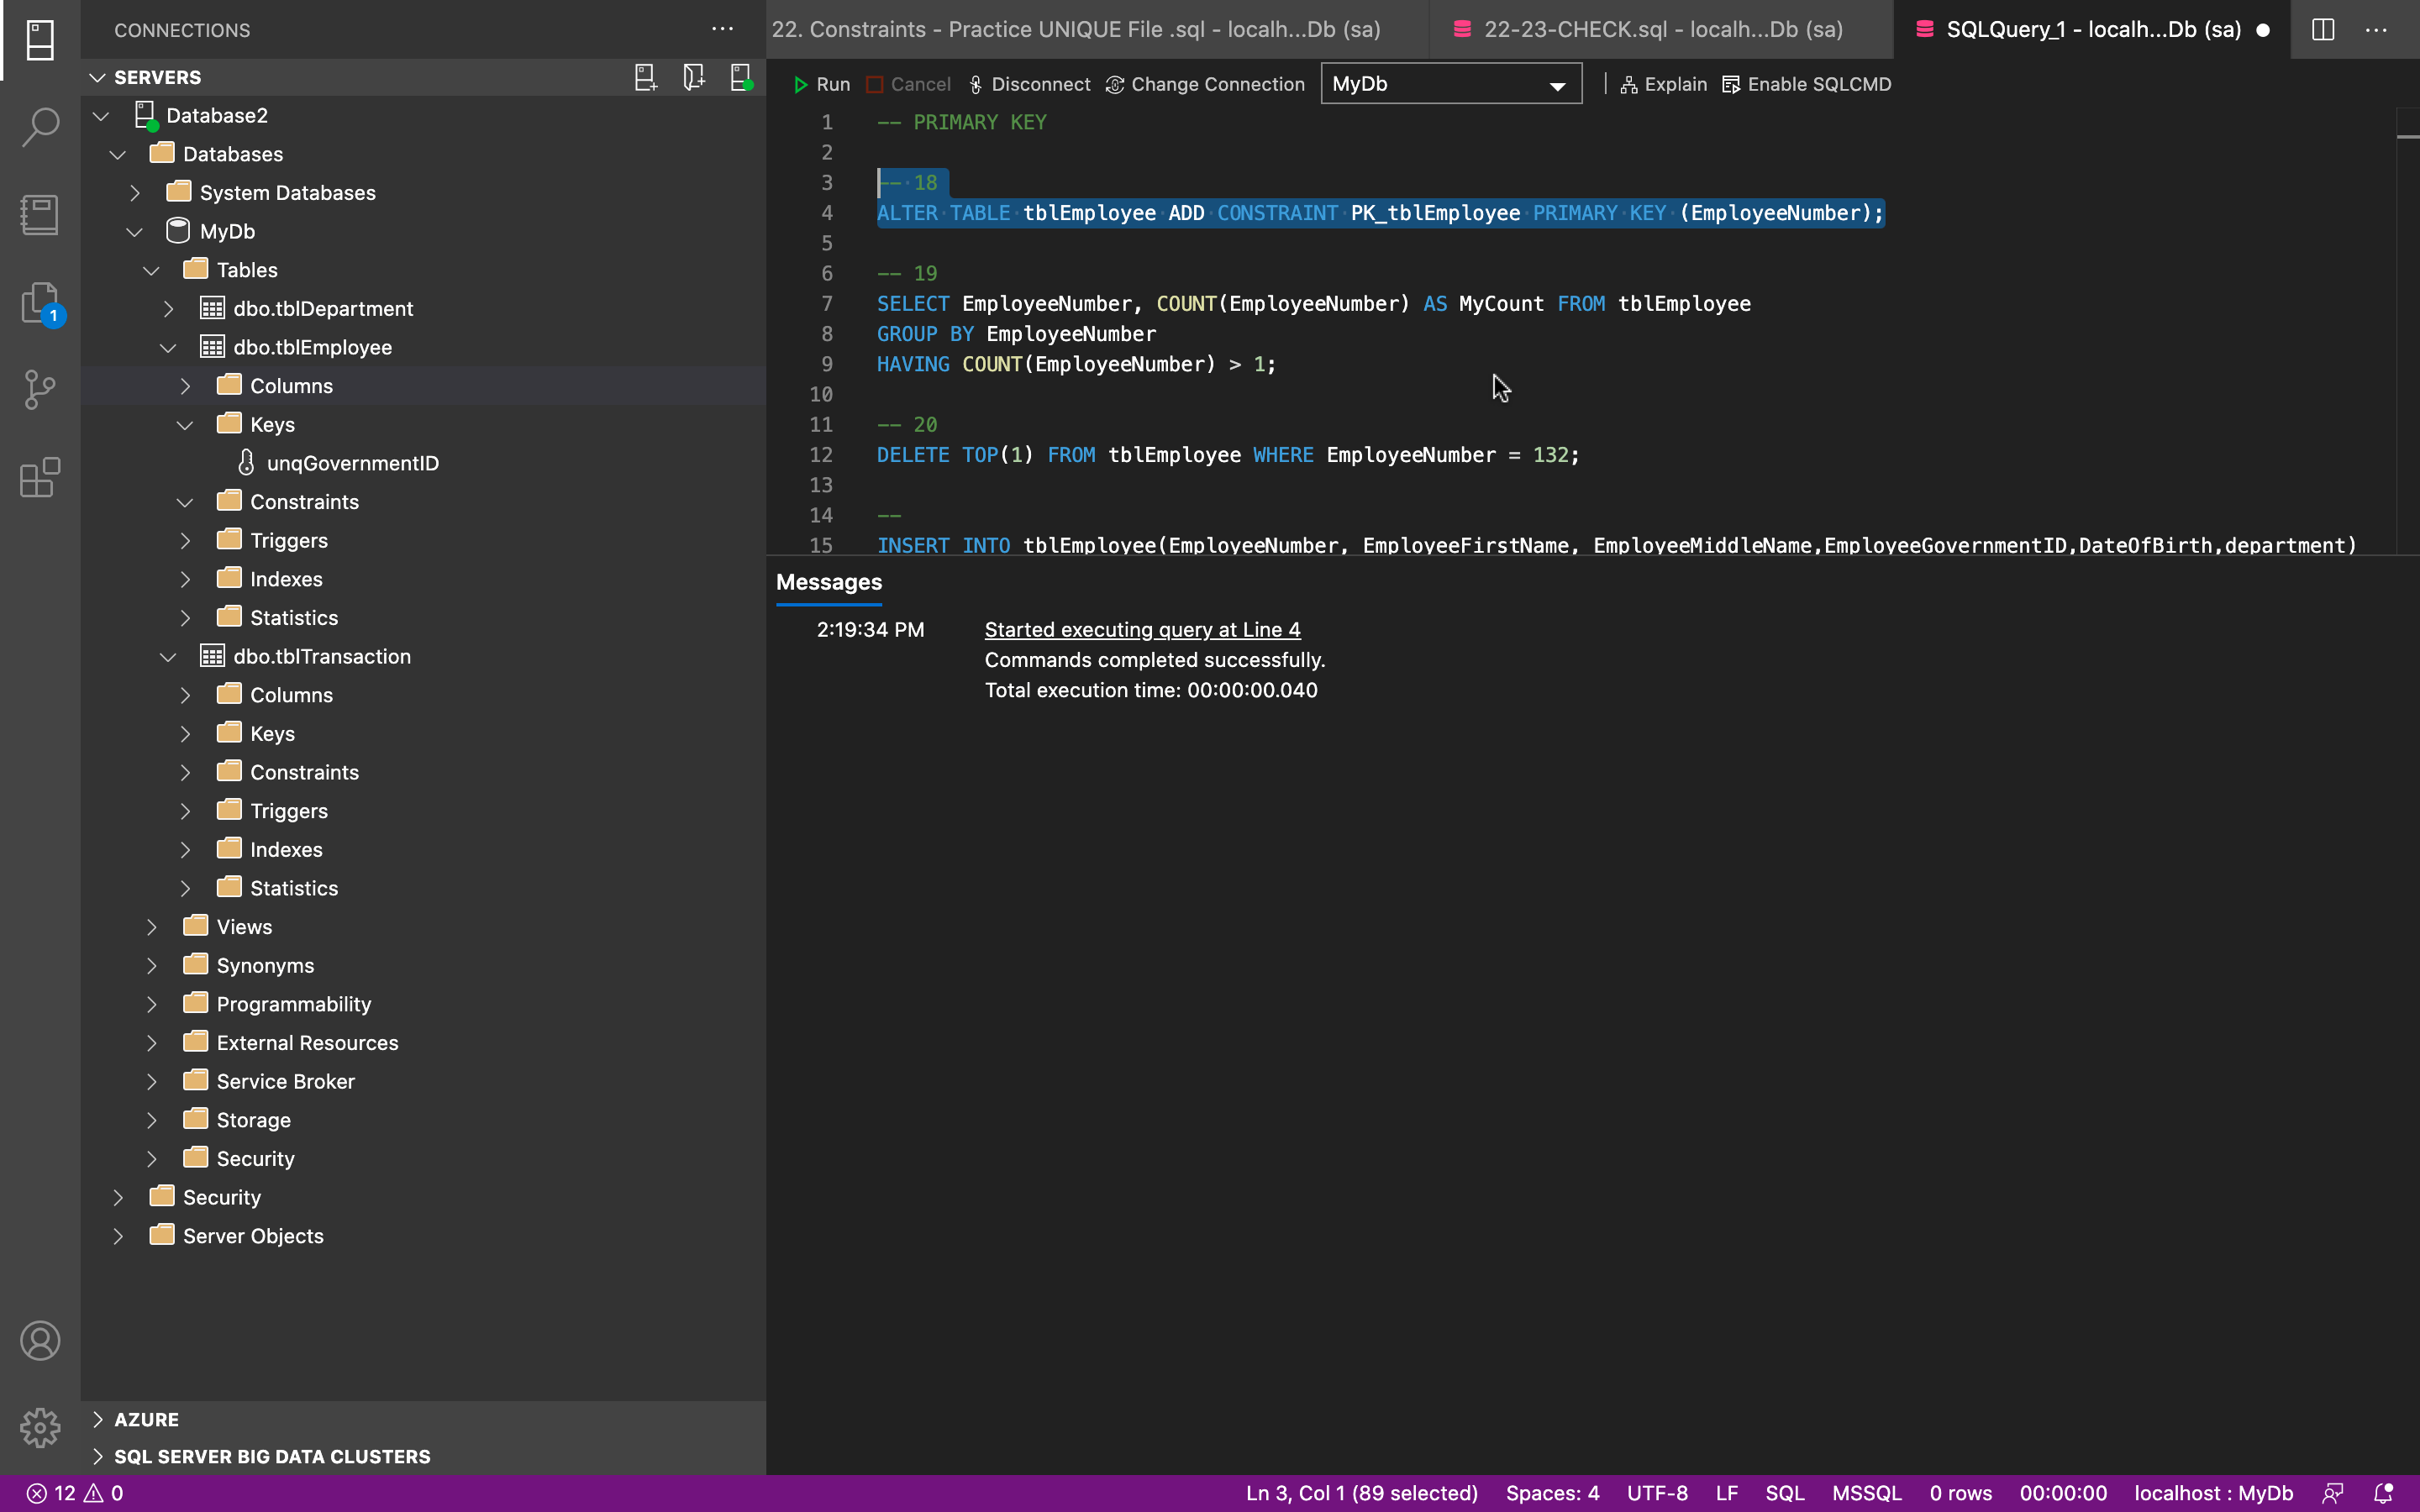 CONNECTIONS
SERVERS
Database2
Databases
System Databases
MyDb
Tables
dbo.tblDepartment
dbo.tblEmployee
Columns
Keys
unqGovernmentID
Constraints
Triggers
Indexes
Statistics
dbo.tblTransaction
Columns
Keys
Constraints
Triggers
Indexes
Statistics
Views
Synonyms
Programmability
External Resources
Service Broker
Storage
Security
Security
Server Objects
AZURE
SQL SERVER BIG DATA CLUSTERS
1
22. Constraints - Practice UNIQUE File .sql - localh...Db (sa)
22-23-CHECK.sql - localh...Db (sa)
SQLQuery_1 - localh...Db (sa)
Run Cancel Disconnect Change Connection MyDb Explain Enable SQLCMD
1 -- PRIMARY KEY
2
3 -- 18
4 ALTER TABLE tblEmployee ADD CONSTRAINT PK_tblEmployee PRIMARY KEY (EmployeeNumber);
5
6 -- 19
7 SELECT EmployeeNumber, COUNT(EmployeeNumber) AS MyCount FROM tblEmployee
8 GROUP BY EmployeeNumber
9 HAVING COUNT(EmployeeNumber) > 1;
10
11 -- 20
12 DELETE TOP(1) FROM tblEmployee WHERE EmployeeNumber = 132;
13
14 --
15 INSERT INTO tblEmployee(EmployeeNumber, EmployeeFirstName, EmployeeMiddleName,EmployeeGovernmentID,DateOfBirth,department)
Messages
2:19:34 PM Started executing query at Line 4
Commands completed successfully.
Total execution time: 00:00:00.040
12 0 Ln 3, Col 1 (89 selected) Spaces: 4 UTF-8 LF SQL MSSQL 0 rows 00:00:00 localhost : MyDb